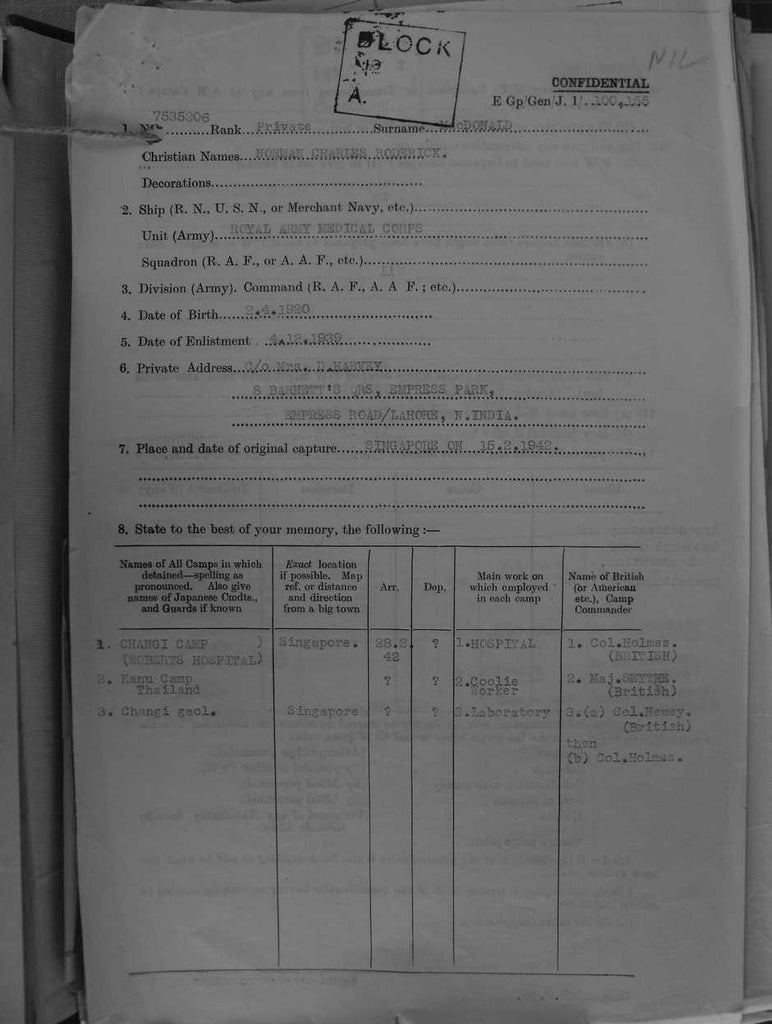 BLOCK
A.
NIL
CONFIDENTIAL
E Gp/Gen/J. 1/..100,165
7535206
1. No..........Rank...Private.........Surname...MacDONALD..............
Christian Names...NORMAN CHARLES RODERICK.
Decorations..........................................
2. Ship (R. N., U. S. N., or Merchant Navy, etc.)..............................
Unit (Army)...ROYAL ARMY MEDICAL CORPS..............................
Squadron (R. A. F., or A. A. F., etc.)..............................
3. Division (Army). Command (R. A. F., A. A F. ; etc.)..............................
4. Date of Birth.....2.4.1920..............................
5. Date of Enlistment . .4.12.1939....................
6. Private Address...C/o Mrs. D.HARVEY..............................
8 BARNETT'S QRS, EMPRESS PARK,
EMPRESS ROAD/LAHORE, N.INDIA.
7. Place and date of original capture......SINGAPORE ON 15.2.1942....................
8. State to the best of your memory, the following :—
Names of All Camps in which detained—spelling as pronounced. Also give names of Japanese Cmdts., and Guards if known
Exact location if possible. Map ref. or distance and direction from a big town
Arr.
Dep.
Main work on which employed in each camp
Name of British (or American etc.), Camp Commander
1. CHANGI CAMP ) Singapore. 28.2 ? 1.HOSPITAL 1. Col.Holmes.
(ROBERTS HOSPITAL) 42 (BRITISH)
2. Kanu Camp ? ? 2.Coolie 2. Maj.SMYTHE.
Thailand Worker (British)
3. Changi gaol. Singapore ? ? 3.Laboratory 3.(a) Col.Newey.
(British)
then
(b) Col.Holmes.